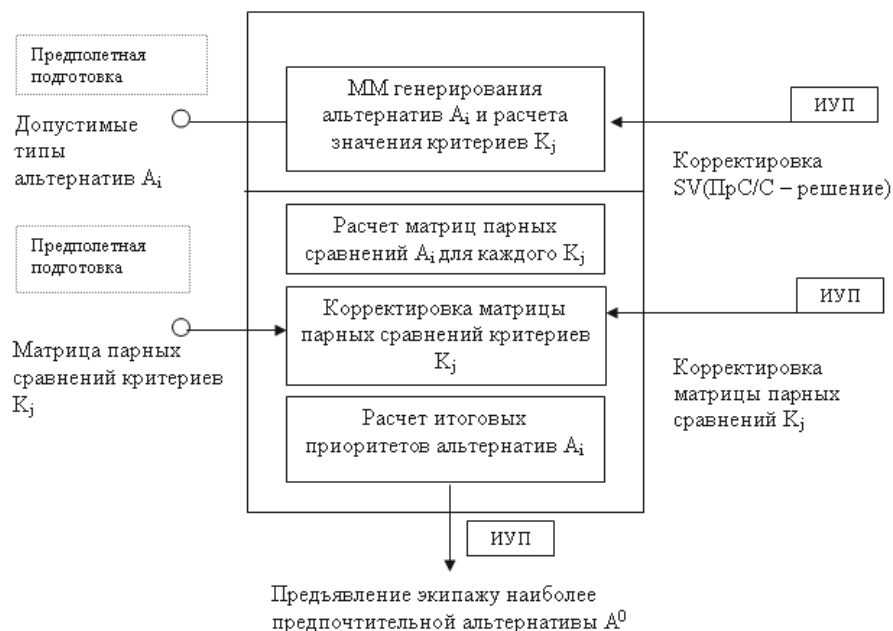 Предполетная
подготовка
Допустимые
типы
альтернатив Ai
ММ генерирования
альтернатив Ai и расчета
значения критериев Kj
ИУП
Корректировка
SV(ПрС/С – решение)
Расчет матриц парных
сравнений Ai для каждого Kj
Предполетная
подготовка
Матрица парных
сравнений критериев
Kj
Корректировка матрицы
парных сравнений критериев
Kj
ИУП
Корректировка
матрицы парных
сравнений Kj
Расчет итоговых
приоритетов альтернатив Ai
ИУП
Предьявление экипажу наиболее
предпочтительной альтернативы A0